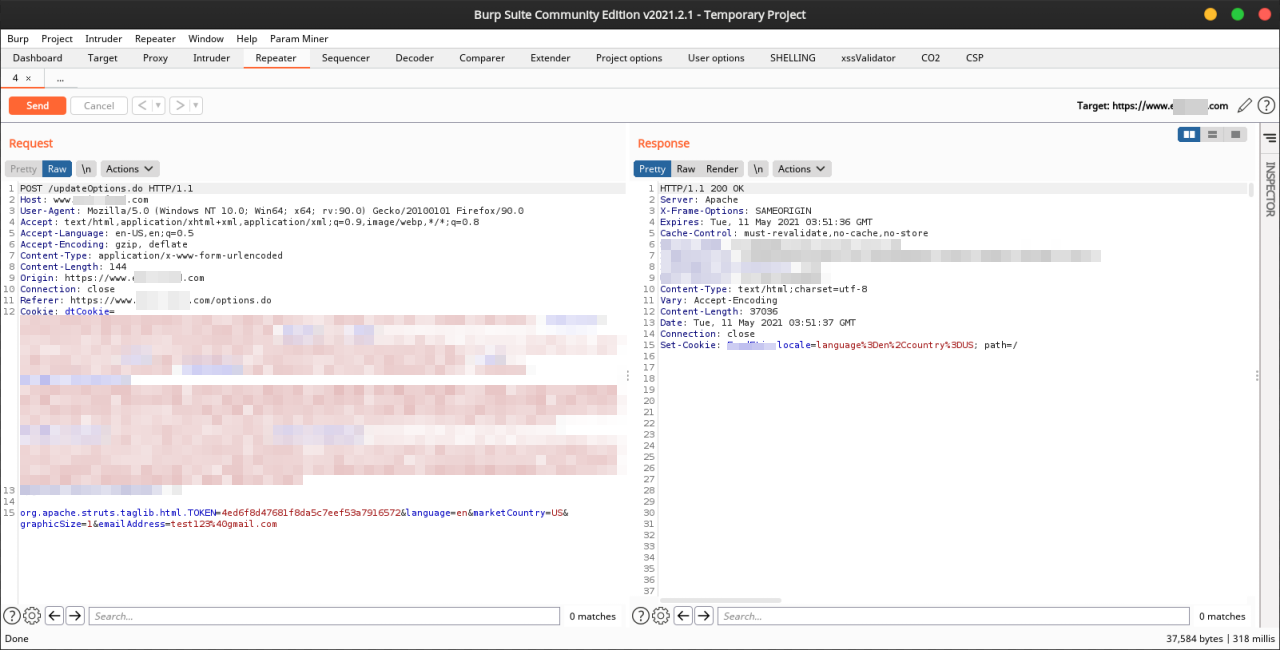 Burp Suite Community Edition v2021.2.1 - Temporary Project
Burp Project Intruder Repeater Window Help Param Miner
Dashboard Target Proxy Intruder Repeater Sequencer Decoder Comparer Extender Project options User options SHELLING xssValidator CO2 CSP
4 × ...
Send Cancel < > Target: https://www.e .com ?
Request
Pretty Raw \n Actions
1 POST /updateOptions.do HTTP/1.1
2 Host: www. .com
3 User-Agent: Mozilla/5.0 (Windows NT 10.0; Win64; x64; rv:90.0) Gecko/20100101 Firefox/90.0
4 Accept: text/html,application/xhtml+xml,application/xml;q=0.9,image/webp,*/*;q=0.8
5 Accept-Language: en-US,en;q=0.5
6 Accept-Encoding: gzip, deflate
7 Content-Type: application/x-www-form-urlencoded
8 Content-Length: 144
9 Origin: https://www. .com
10 Connection: close
11 Referer: https://www. .com/options.do
12 Cookie: dtCookie=
13
14
15 org.apache.struts.taglib.html.TOKEN=4ed6f8d47681f8da5c7eef53a7916572&language=en&marketCountry=US&
graphicSize=1&emailAddress=test123%40gmail.com
? Search... 0 matches
Response
Pretty Raw Render \n Actions
1 HTTP/1.1 200 OK
2 Server: Apache
3 X-Frame-Options: SAMEORIGIN
4 Expires: Tue, 11 May 2021 03:51:36 GMT
5 Cache-Control: must-revalidate,no-cache,no-store
6
7
8
9
10 Content-Type: text/html;charset=utf-8
11 Vary: Accept-Encoding
12 Content-Length: 37036
13 Date: Tue, 11 May 2021 03:51:37 GMT
14 Connection: close
15 Set-Cookie: locale=language%3Den%2Ccountry%3DUS; path=/
16
17
18
19
20
21
22
23
24
25
26
27
28
29
30
31
32
33
34
35
36
37
? Search... 0 matches
INSPECTOR
Done 37,584 bytes | 318 millis